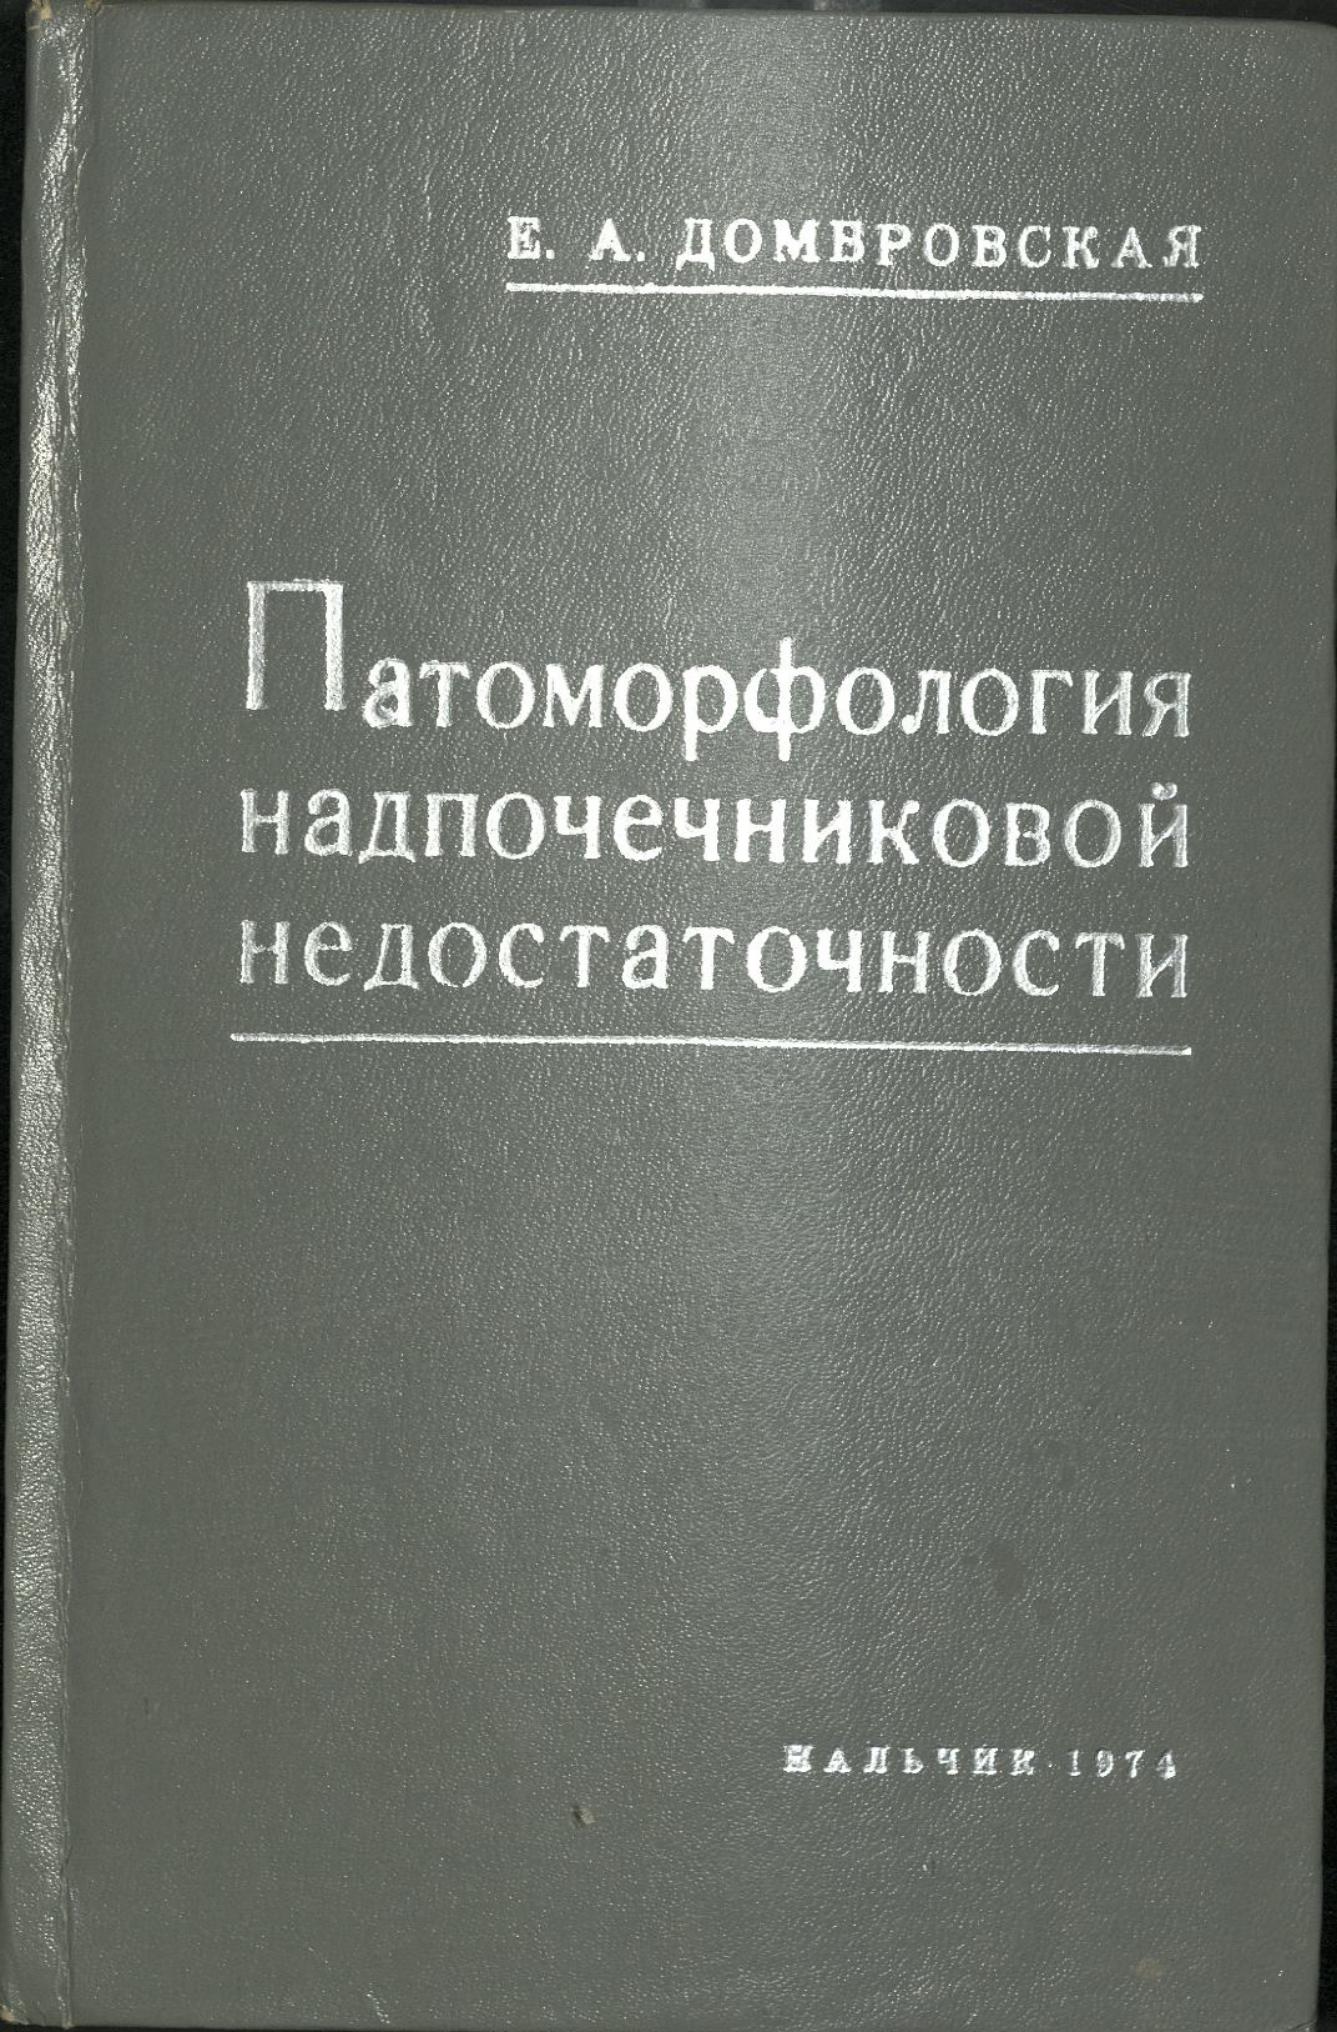 Е. А. ДОМБРОВСКАЯ
Патоморфология
надпочечниковой
недостаточности
НАЛЬЧИК · 1974